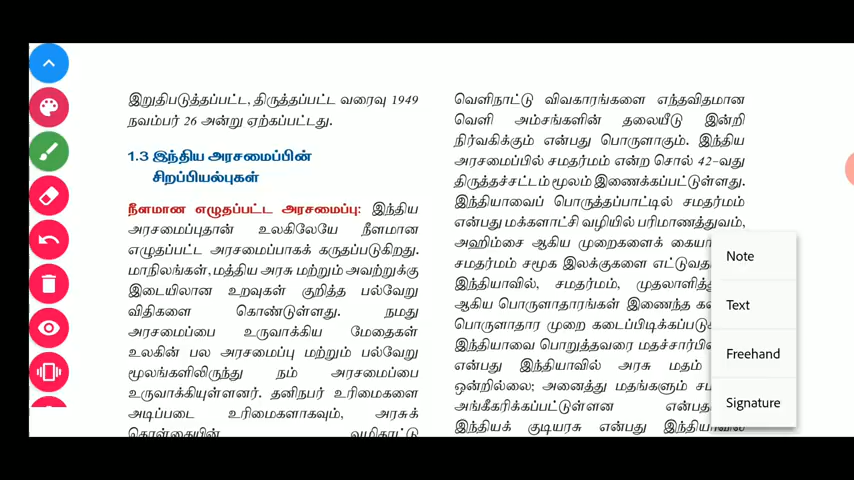 இறுதிபடுத்தப்பட்ட, திருத்தப்பட்ட வரைவு 1949
நவம்பர் 26 அன்று ஏற்கப்பட்டது.
1.3 இந்திய அரசமைப்பின்
சிறப்பியல்புகள்
நீளமான எழுதப்பட்ட அரசமைப்பு: இந்திய
அரசமைப்புதான் உலகிலேயே நீளமான
எழுதப்பட்ட அரசமைப்பாகக் கருதப்படுகிறது.
மாநிலங்கள், மத்திய அரசு மற்றும் அவற்றுக்கு
இடையிலான உறவுகள் குறித்த பல்வேறு
விதிகளை கொண்டுள்ளது. நமது
அரசமைப்பை உருவாக்கிய மேதைகள்
உலகின் பல அரசமைப்பு மற்றும் பல்வேறு
மூலங்களிலிருந்து நம் அரசமைப்பை
உருவாக்கியுள்ளனர். தனிநபர் உரிமைகளை
அடிப்படை உரிமைகளாகவும், அரசுக்
கொள்கையின் வழிகாட்டு
வெளிநாட்டு விவகாரங்களை எந்தவிதமான
வெளி அம்சங்களின் தலையீடு இன்றி
நிர்வகிக்கும் என்பது பொருளாகும். இந்திய
அரசமைப்பில் சமதர்மம் என்ற சொல் 42-வது
திருத்தச்சட்டம் மூலம் இணைக்கப்பட்டுள்ளது.
இந்தியாவைப் பொருத்தப்பாட்டில் சமதர்மம்
என்பது மக்களாட்சி வழியில் பரிமாணத்துவம்,
அஹிம்சை ஆகிய முறைகளைக்
சமதர்மம் சமூக இலக்குகளை
இந்தியாவில், சமதர்மம்,
ஆகிய பொருளாதாரங்கள் இணைந்த
பொருளாதார முறை
இந்தியாவை பொறுத்தவரை
என்பது இந்தியாவில் அரசு மதம்
ஒன்றில்லை; அனைத்து மதங்களும்
அங்கீகரிக்கப்பட்டுள்ளன
இந்தியக் குடியரசு என்பது இந்தியாவில்
Note
Text
Freehand
Signature